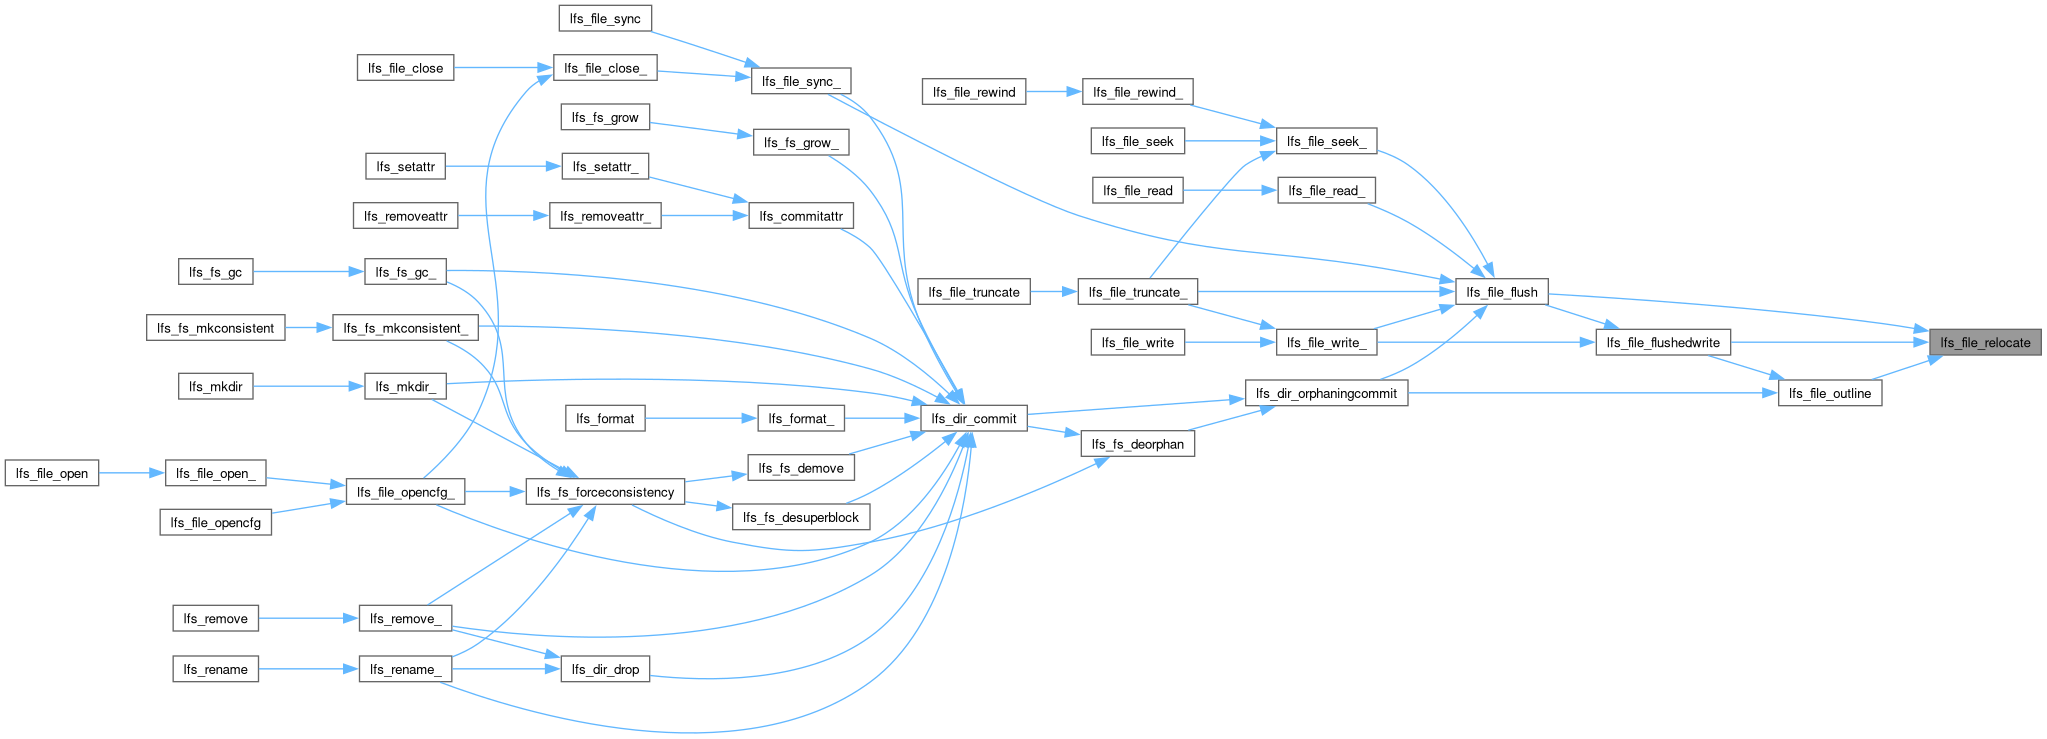 lfs_file_sync
lfs_file_close
lfs_file_close_
lfs_file_sync_
lfs_file_rewind
lfs_file_rewind_
lfs_fs_grow
lfs_fs_grow_
lfs_file_seek
lfs_file_seek_
lfs_setattr
lfs_setattr_
lfs_file_read
lfs_file_read_
lfs_removeattr
lfs_removeattr_
lfs_commitattr
lfs_fs_gc
lfs_fs_gc_
lfs_file_truncate
lfs_file_truncate_
lfs_file_flush
lfs_fs_mkconsistent
lfs_fs_mkconsistent_
lfs_file_write
lfs_file_write_
lfs_file_flushedwrite
lfs_file_relocate
lfs_mkdir
lfs_mkdir_
lfs_dir_orphaningcommit
lfs_file_outline
lfs_format
lfs_format_
lfs_dir_commit
lfs_fs_deorphan
lfs_file_open
lfs_file_open_
lfs_fs_demove
lfs_file_opencfg_
lfs_fs_forceconsistency
lfs_file_opencfg
lfs_fs_desuperblock
lfs_remove
lfs_remove_
lfs_rename
lfs_rename_
lfs_dir_drop